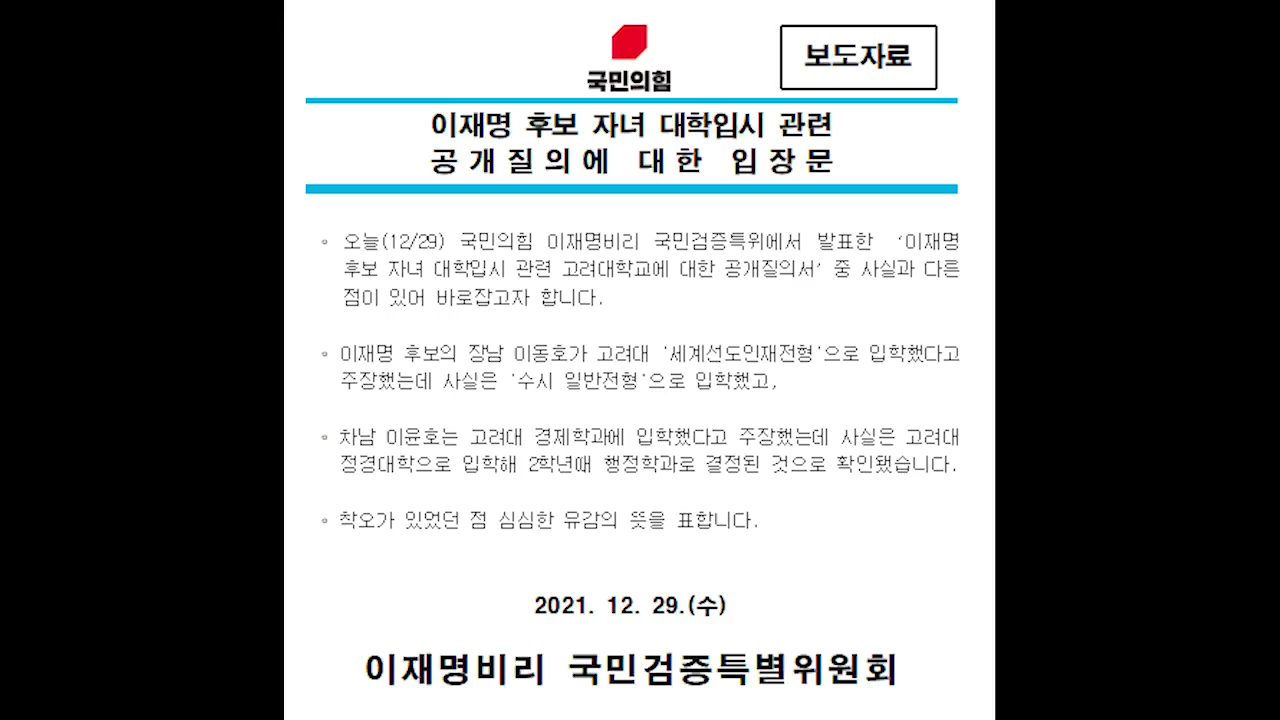 국민의힘
보도자료
이재명 후보 자녀 대학입시 관련
공개질의에 대한 입장문
◦ 오늘(12/29) 국민의힘 이재명비리 국민검증특위에서 발표한 ‘이재명
후보 자녀 대학입시 관련 고려대학교에 대한 공개질의서’ 중 사실과 다른
점이 있어 바로잡고자 합니다.
◦ 이재명 후보의 장남 이동호가 고려대 '세계선도인재전형'으로 입학했다고
주장했는데 사실은 '수시 일반전형'으로 입학했고,
◦ 차남 이윤호는 고려대 경제학과에 입학했다고 주장했는데 사실은 고려대
정경대학으로 입학해 2학년때 행정학과로 결정된 것으로 확인됐습니다.
◦ 착오가 있었던 점 심심한 유감의 뜻을 표합니다.
2021. 12. 29.(수)
이재명비리 국민검증특별위원회